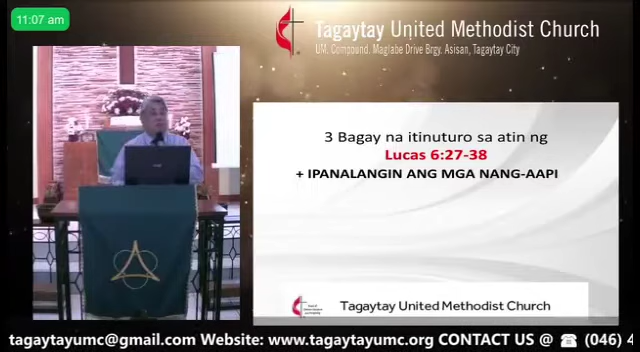 11:07 am
Tagaytay United Methodist Church
UM. Compound. Maglabe Drive Brgy. Asisan, Tagaytay City
3 Bagay na itinuturo sa atin ng
Lucas 6:27-38
+ IPANALANGIN ANG MGA NANG-AAPI
Tagaytay United Methodist Church
tagaytayumc@gmail.com Website: www.tagaytayumc.org CONTACT US @ ☎ (046) 4